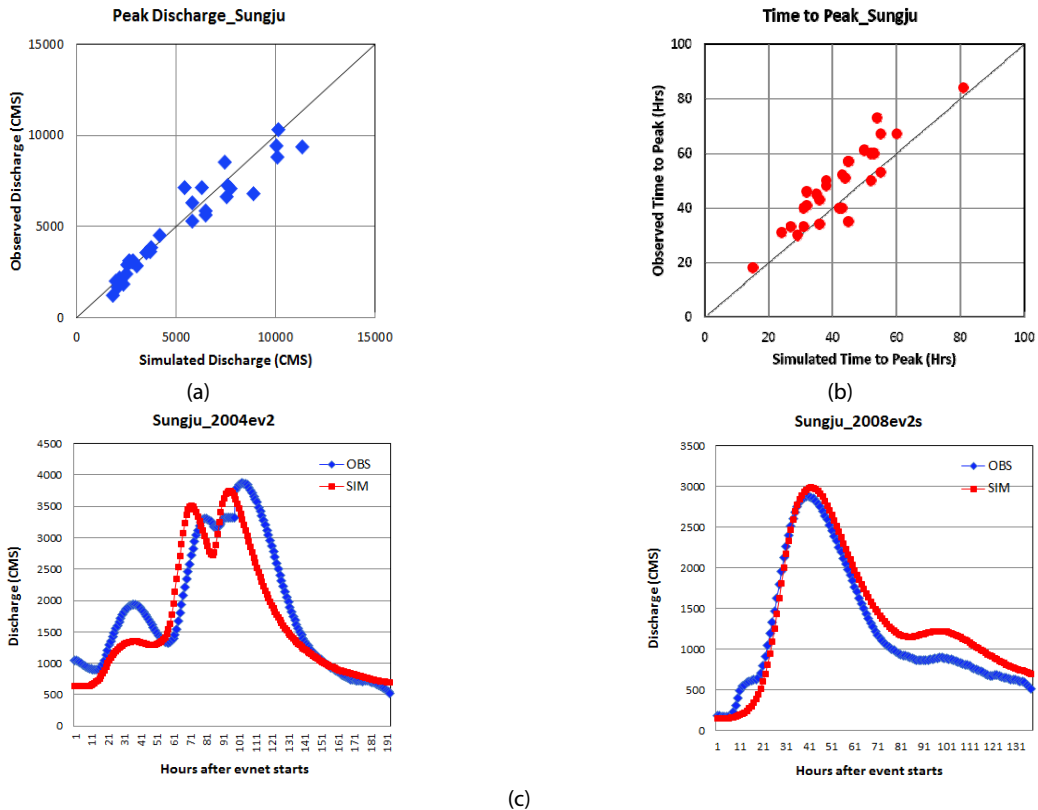 Peak Discharge_Sungju
15000
10000
5000
0
0 5000 10000 15000
Observed Discharge (CMS)
Simulated Discharge (CMS)
(a)
Time to Peak_Sungju
100
80
60
40
20
0
0 20 40 60 80 100
Observed Time to Peak (Hrs)
Simulated Time to Peak (Hrs)
(b)
Sungju_2004ev2
4500
4000
3500
3000
2500
2000
1500
1000
500
0
OBS
SIM
Discharge (CMS)
1 11 21 31 41 51 61 71 81 91 101 111 121 131 141 151 161 171 181 191
Hours after evnet starts
Sungju_2008ev2s
3500
3000
2500
2000
1500
1000
500
0
OBS
SIM
Discharge (CMS)
1 11 21 31 41 51 61 71 81 91 101 111 121 131
Hours after event starts
(c)